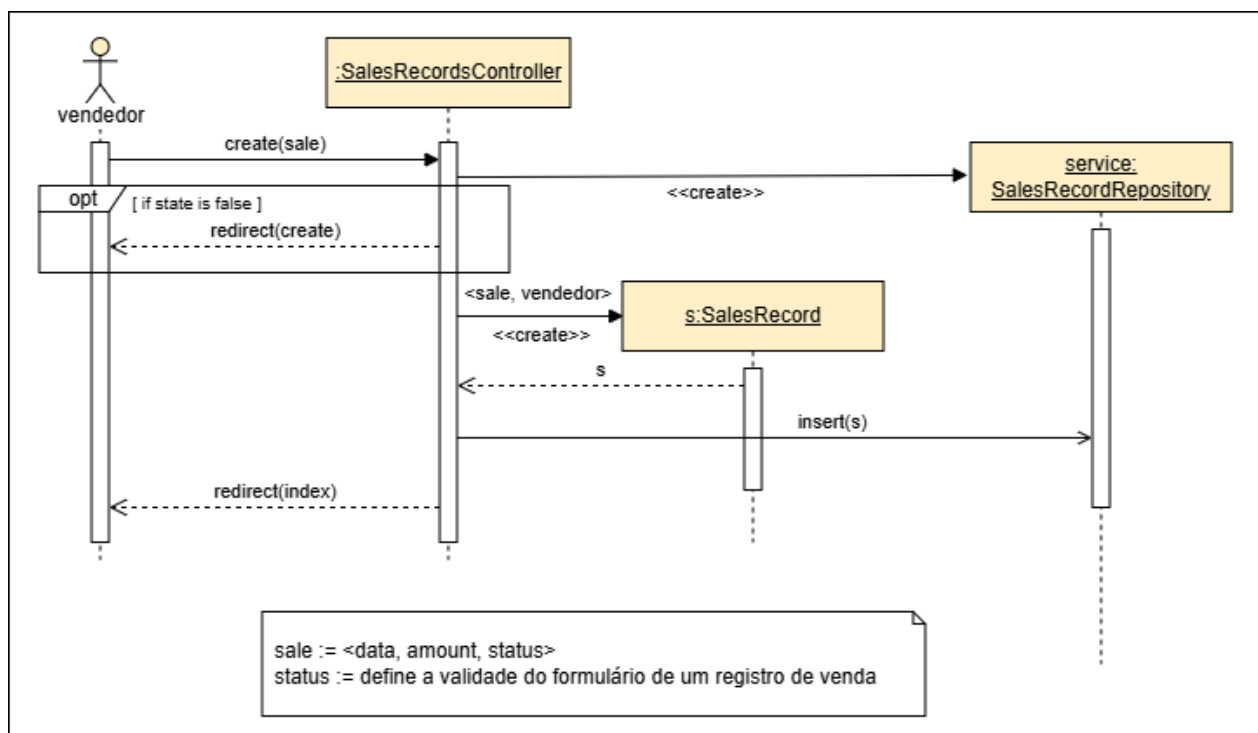 :SalesRecordsController
vendedor
create(sale)
service:
SalesRecordRepository
<<create>>
opt
[ if state is false ]
redirect(create)
<sale, vendedor>
<<create>>
s:SalesRecord
s
insert(s)
redirect(index)
sale := <data, amount, status>
status := define a validade do formulário de um registro de venda